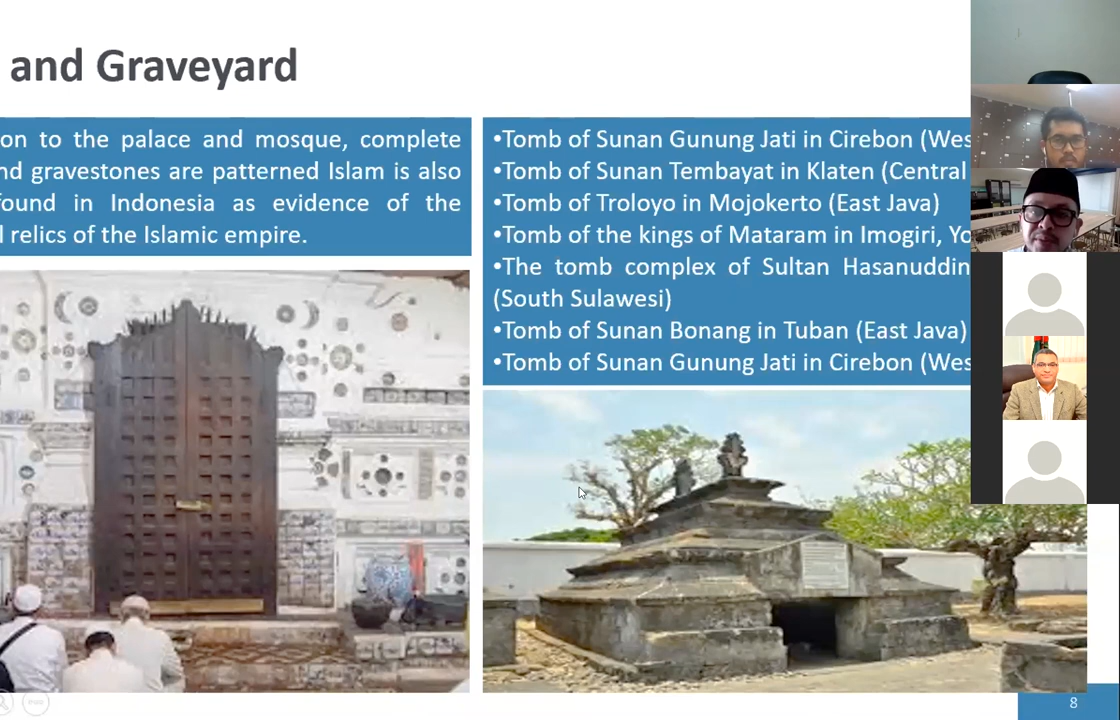 and Graveyard
on to the palace and mosque, complete
nd gravestones are patterned Islam is also
found in Indonesia as evidence of the
l relics of the Islamic empire.
•Tomb of Sunan Gunung Jati in Cirebon (Wes
•Tomb of Sunan Tembayat in Klaten (Central
•Tomb of Troloyo in Mojokerto (East Java)
•Tomb of the kings of Mataram in Imogiri, Yo
•The tomb complex of Sultan Hasanuddin
(South Sulawesi)
•Tomb of Sunan Bonang in Tuban (East Java)
•Tomb of Sunan Gunung Jati in Cirebon (Wes
8